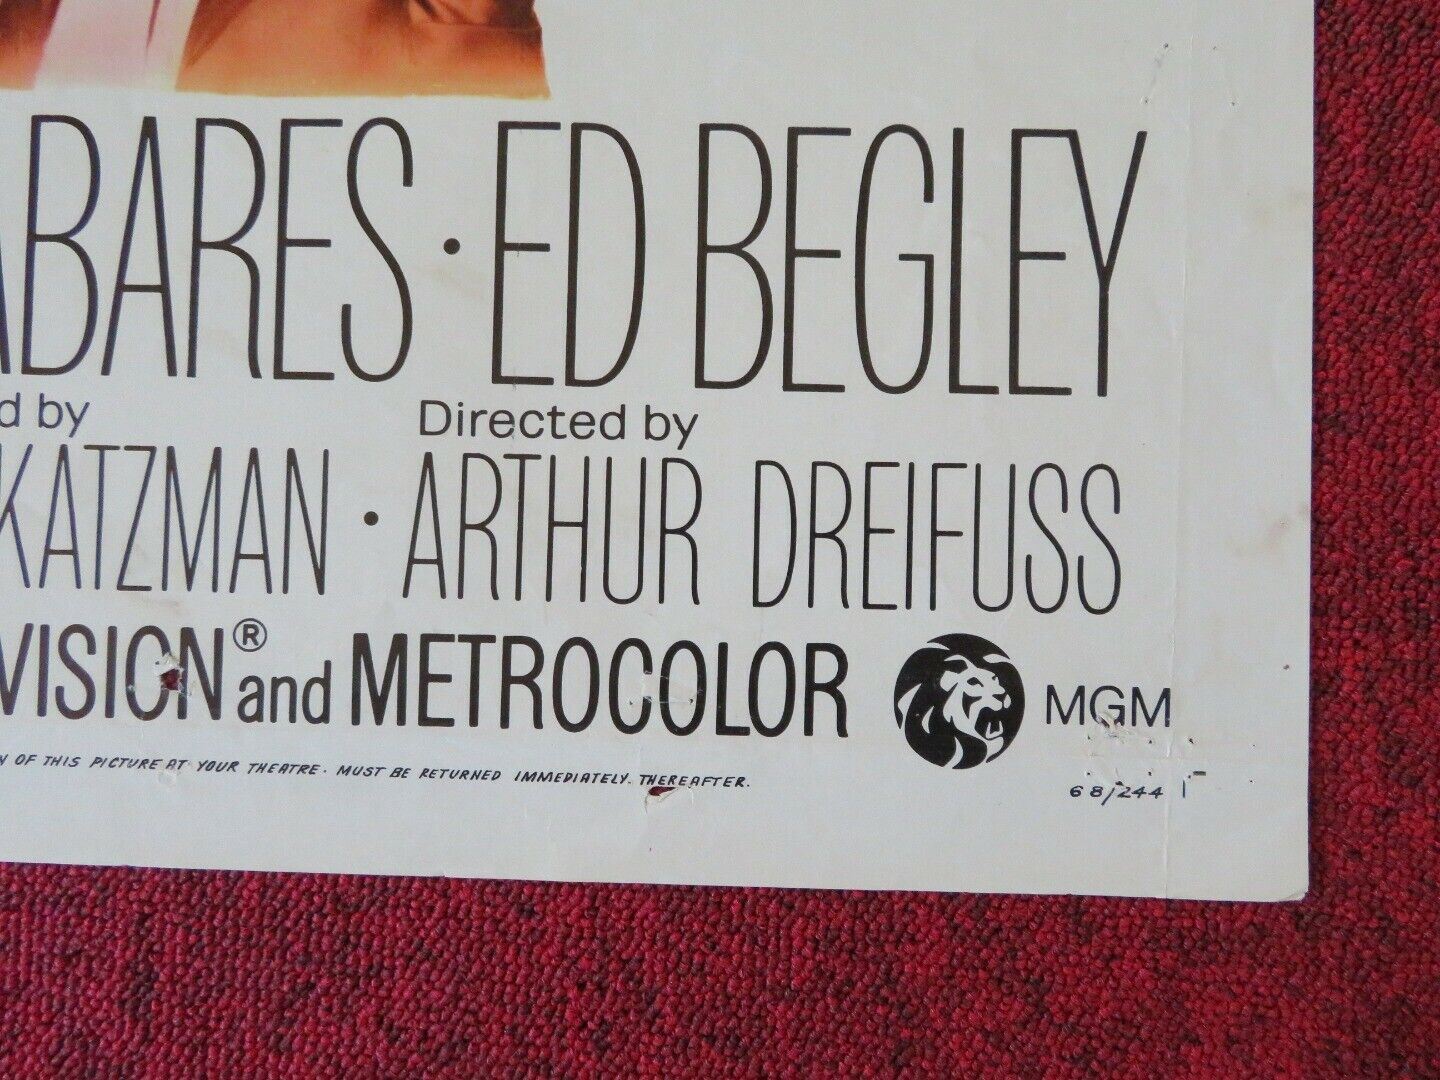 ABARES · ED BEGLEY
d by Directed by
KATZMAN · ARTHUR DREIFUSS
VISION® and METROCOLOR MGM
N OF THIS PICTURE AT YOUR THEATRE. MUST BE RETURNED IMMEDIATELY. THEREAFTER.
68/244